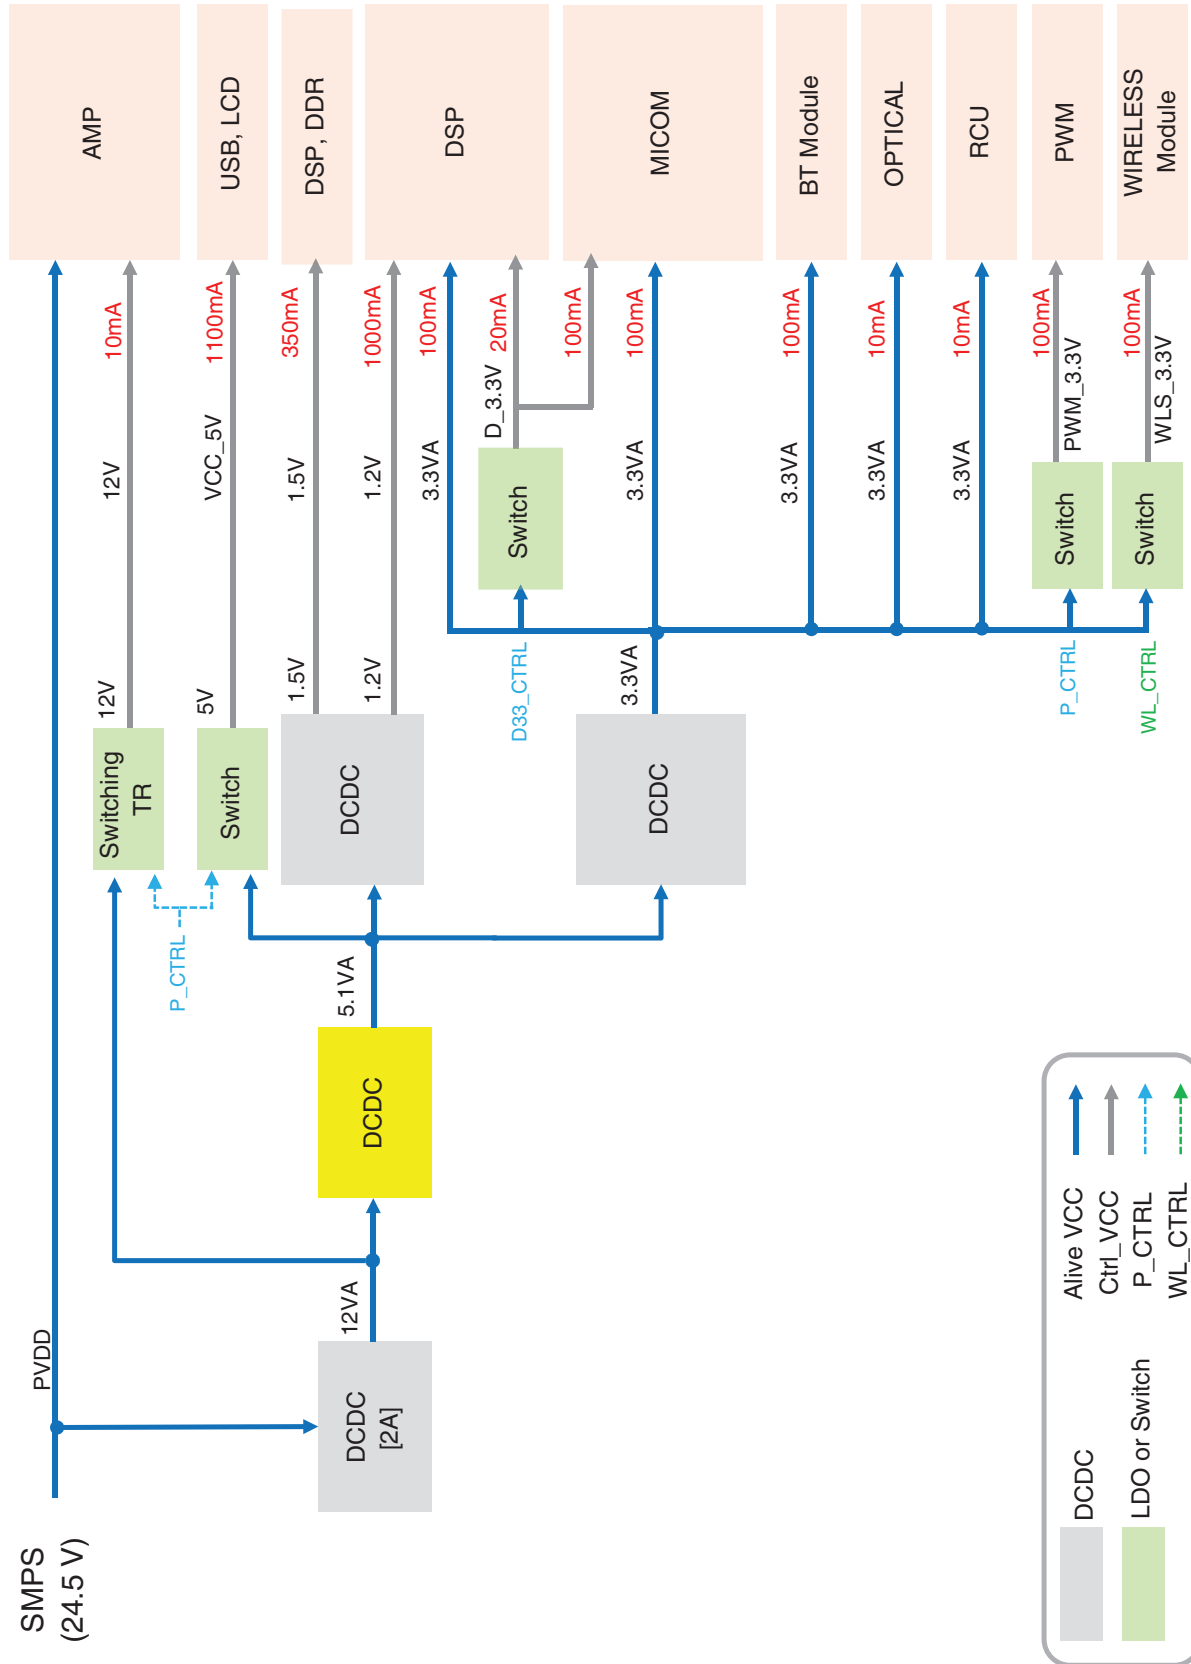 SMPS
(24.5 V)
PVDD
DCDC
[2A]
12VA
DCDC
5.1VA
P_CTRL
Switching
TR
12V
12V
10mA
AMP
Switch
5V
VCC_5V
1100mA
USB, LCD
DCDC
1.5V
1.5V
350mA
DSP, DDR
1.2V
1.2V
1000mA
3.3VA
100mA
DSP
D33_CTRL
Switch
D_3.3V
20mA
100mA
DCDC
3.3VA
3.3VA
100mA
MICOM
3.3VA
100mA
BT Module
3.3VA
10mA
OPTICAL
3.3VA
10mA
RCU
P_CTRL
Switch
PWM_3.3V
100mA
PWM
WL_CTRL
Switch
WLS_3.3V
100mA
WIRELESS
Module
DCDC
LDO or Switch
Alive VCC
Ctrl_VCC
P_CTRL
WL_CTRL